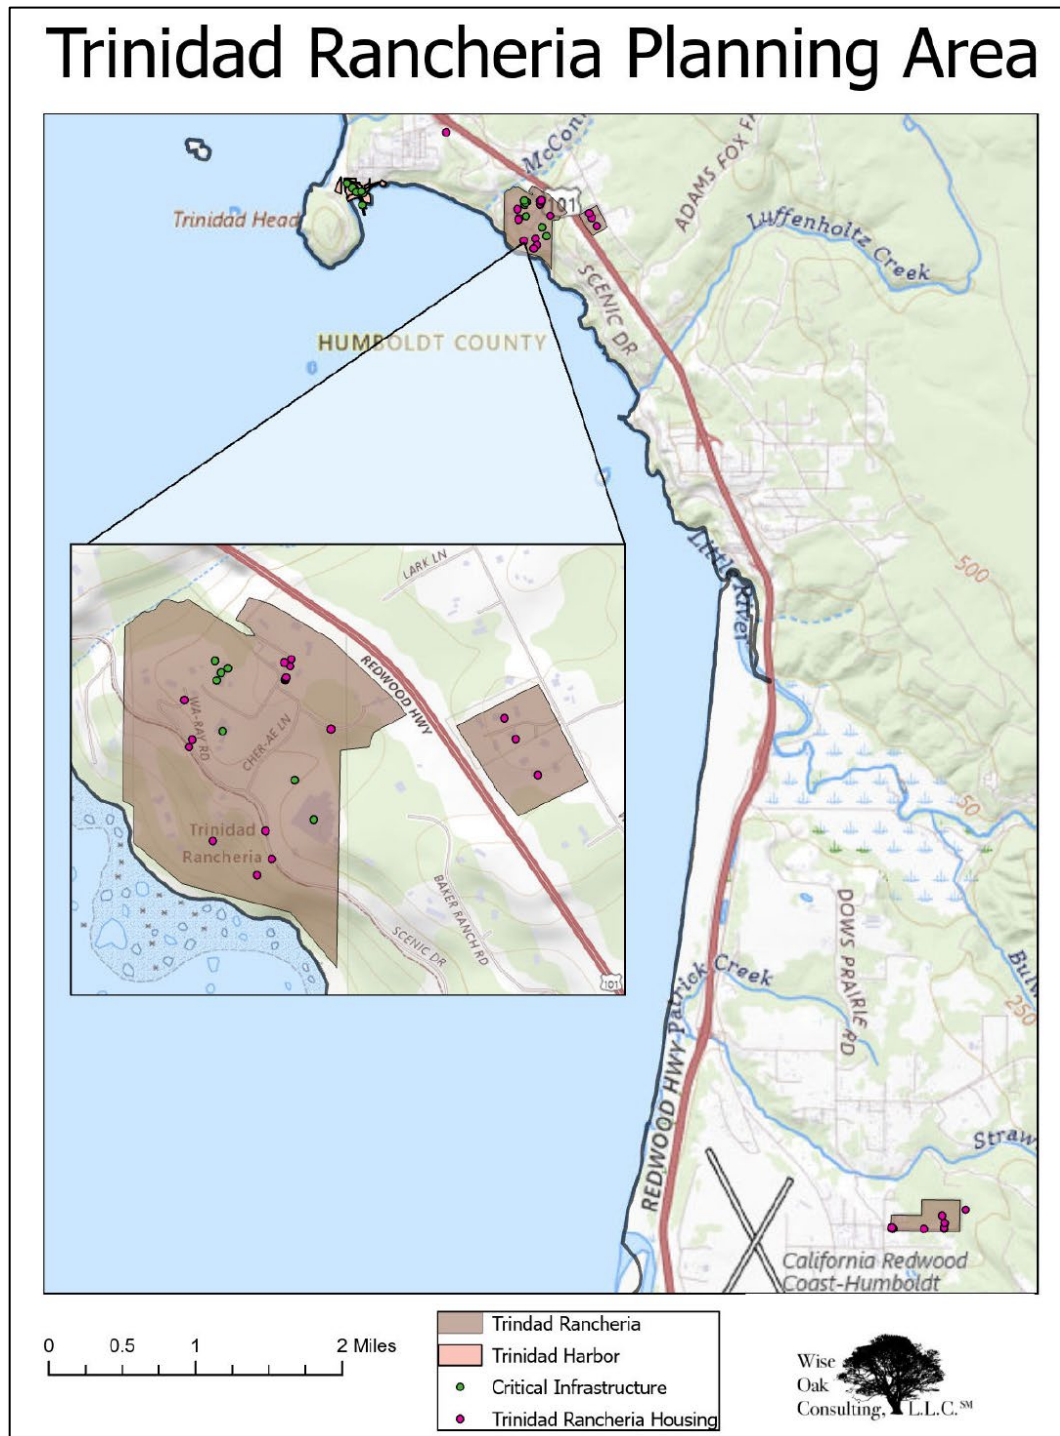 Trinidad Rancheria Planning Area
McConn
ADAMS FOX FA
101
Trinidad Head
Luffenholtz
Creek
SCENIC DR
HUMBOLDT COUNTY
Little River
500
LARK LN
REDWOOD HWY
WA-RAY RD
CHER-AE LN
Trinidad
Rancheria
BAKER RANCH RD
SCENIC DR
101
50
DOWS PRAIRIE RD
Patrick Creek
Bulw
250
REDWOOD HWY
Straw
California Redwood
Coast-Humboldt
0 0.5 1 2 Miles
Trindad Rancheria
Trinidad Harbor
Critical Infrastructure
Trinidad Rancheria Housing
Wise
Oak
Consulting, L.L.C.SM